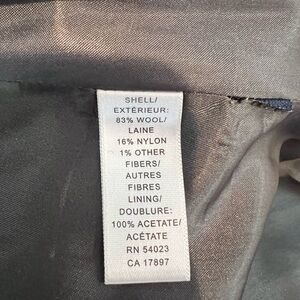 SHELL/
EXTÉRIEUR:
83% WOOL/
LAINE
16% NYLON
1% OTHER
FIBERS/
AUTRES
FIBRES
LINING/
DOUBLURE:
100% ACETATE/
ACÉTATE
RN 54023
CA 17897